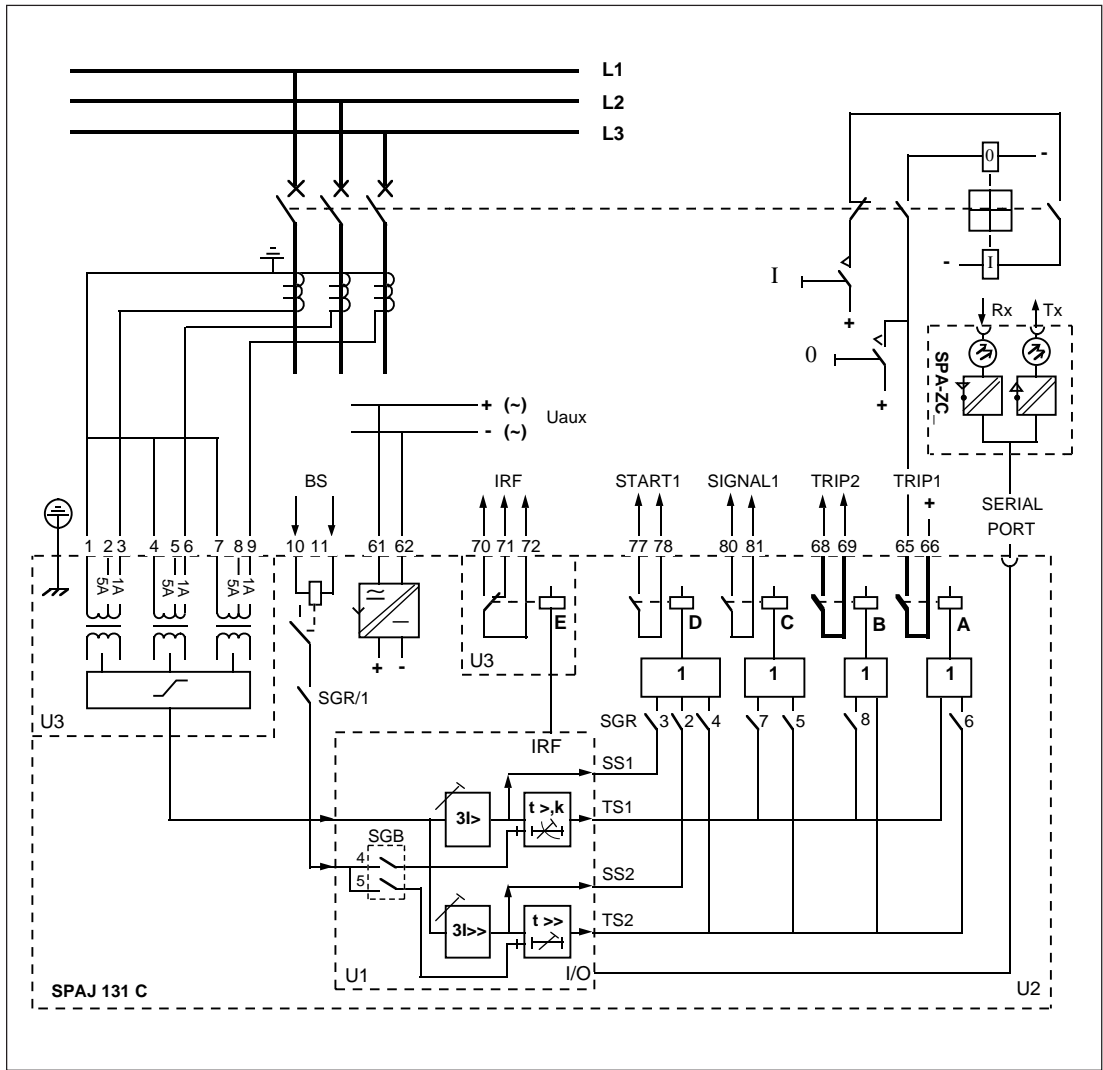 L1
L2
L3
0 -
- I
I
+
0
+
Rx Tx
SPA-ZC_
+ (~)
- (~)
Uaux
BS IRF START1 SIGNAL1 TRIP2 TRIP1
+
SERIAL
PORT
1 2 3 4 5 6 7 8 9 10 11 61 62 70 71 72 77 78 80 81 68 69 65 66
5A 1A 5A 1A 5A 1A
E D C B A
+ -
U3
1 1 1 1
SGR/1
SGR 3 2 4 7 5 8 6
U3
IRF
SS1
3I> t >,k TS1
SGB
4
5
SS2
3I>> t >> TS2
U1 I/O
SPAJ 131 C U2